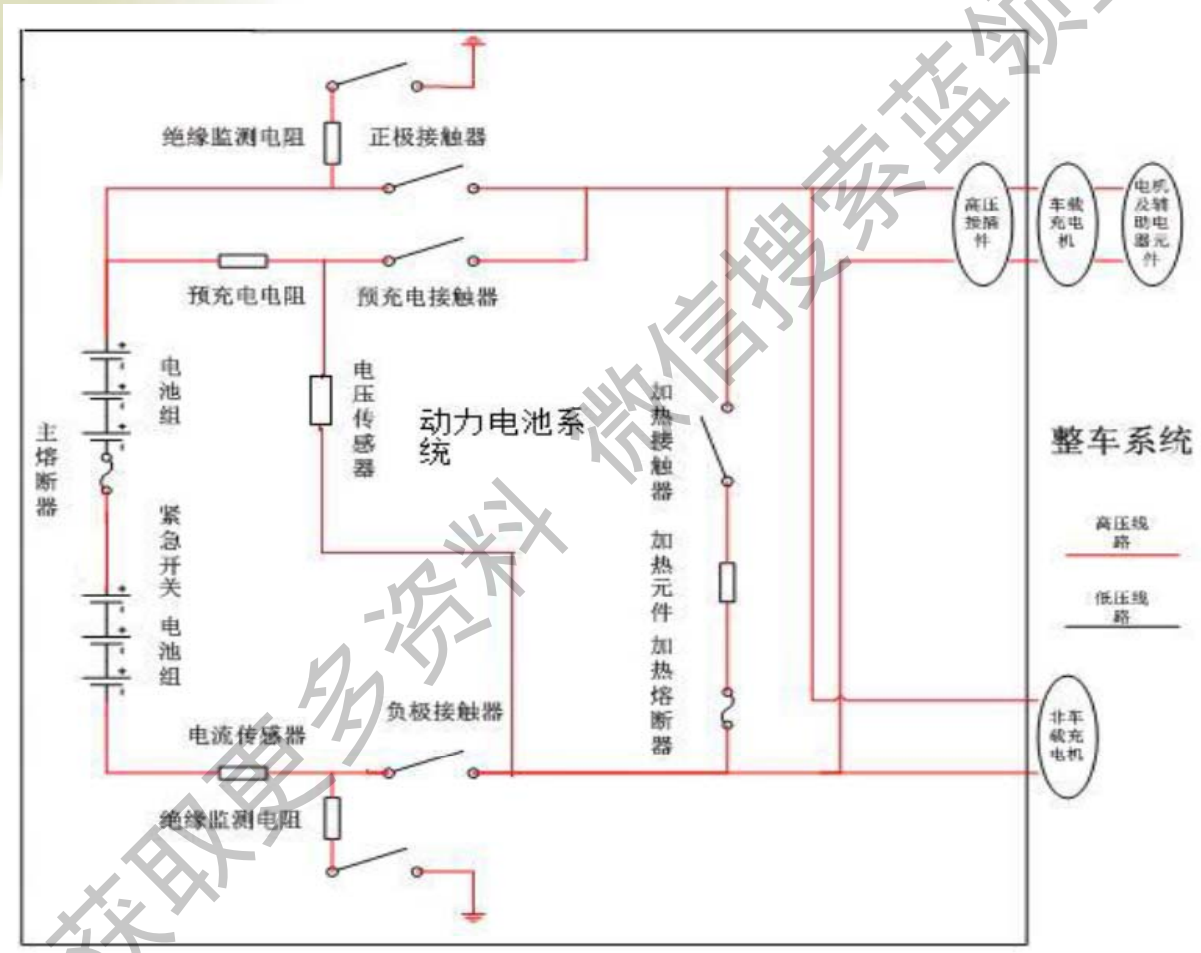 绝缘监测电阻
正极接触器
预充电电阻
预充电接触器
高压接插件
车载充电机
电机及辅助电器元件
电池组
主熔断器
紧急开关
电池组
电压传感器
动力电池系
统
加热接触器
加热元件
加热熔断器
整车系统
高压线
路
低压线
路
非车载充电机
负极接触器
电流传感器
绝缘监测电阻
获取更多资料 微信搜索蓝领